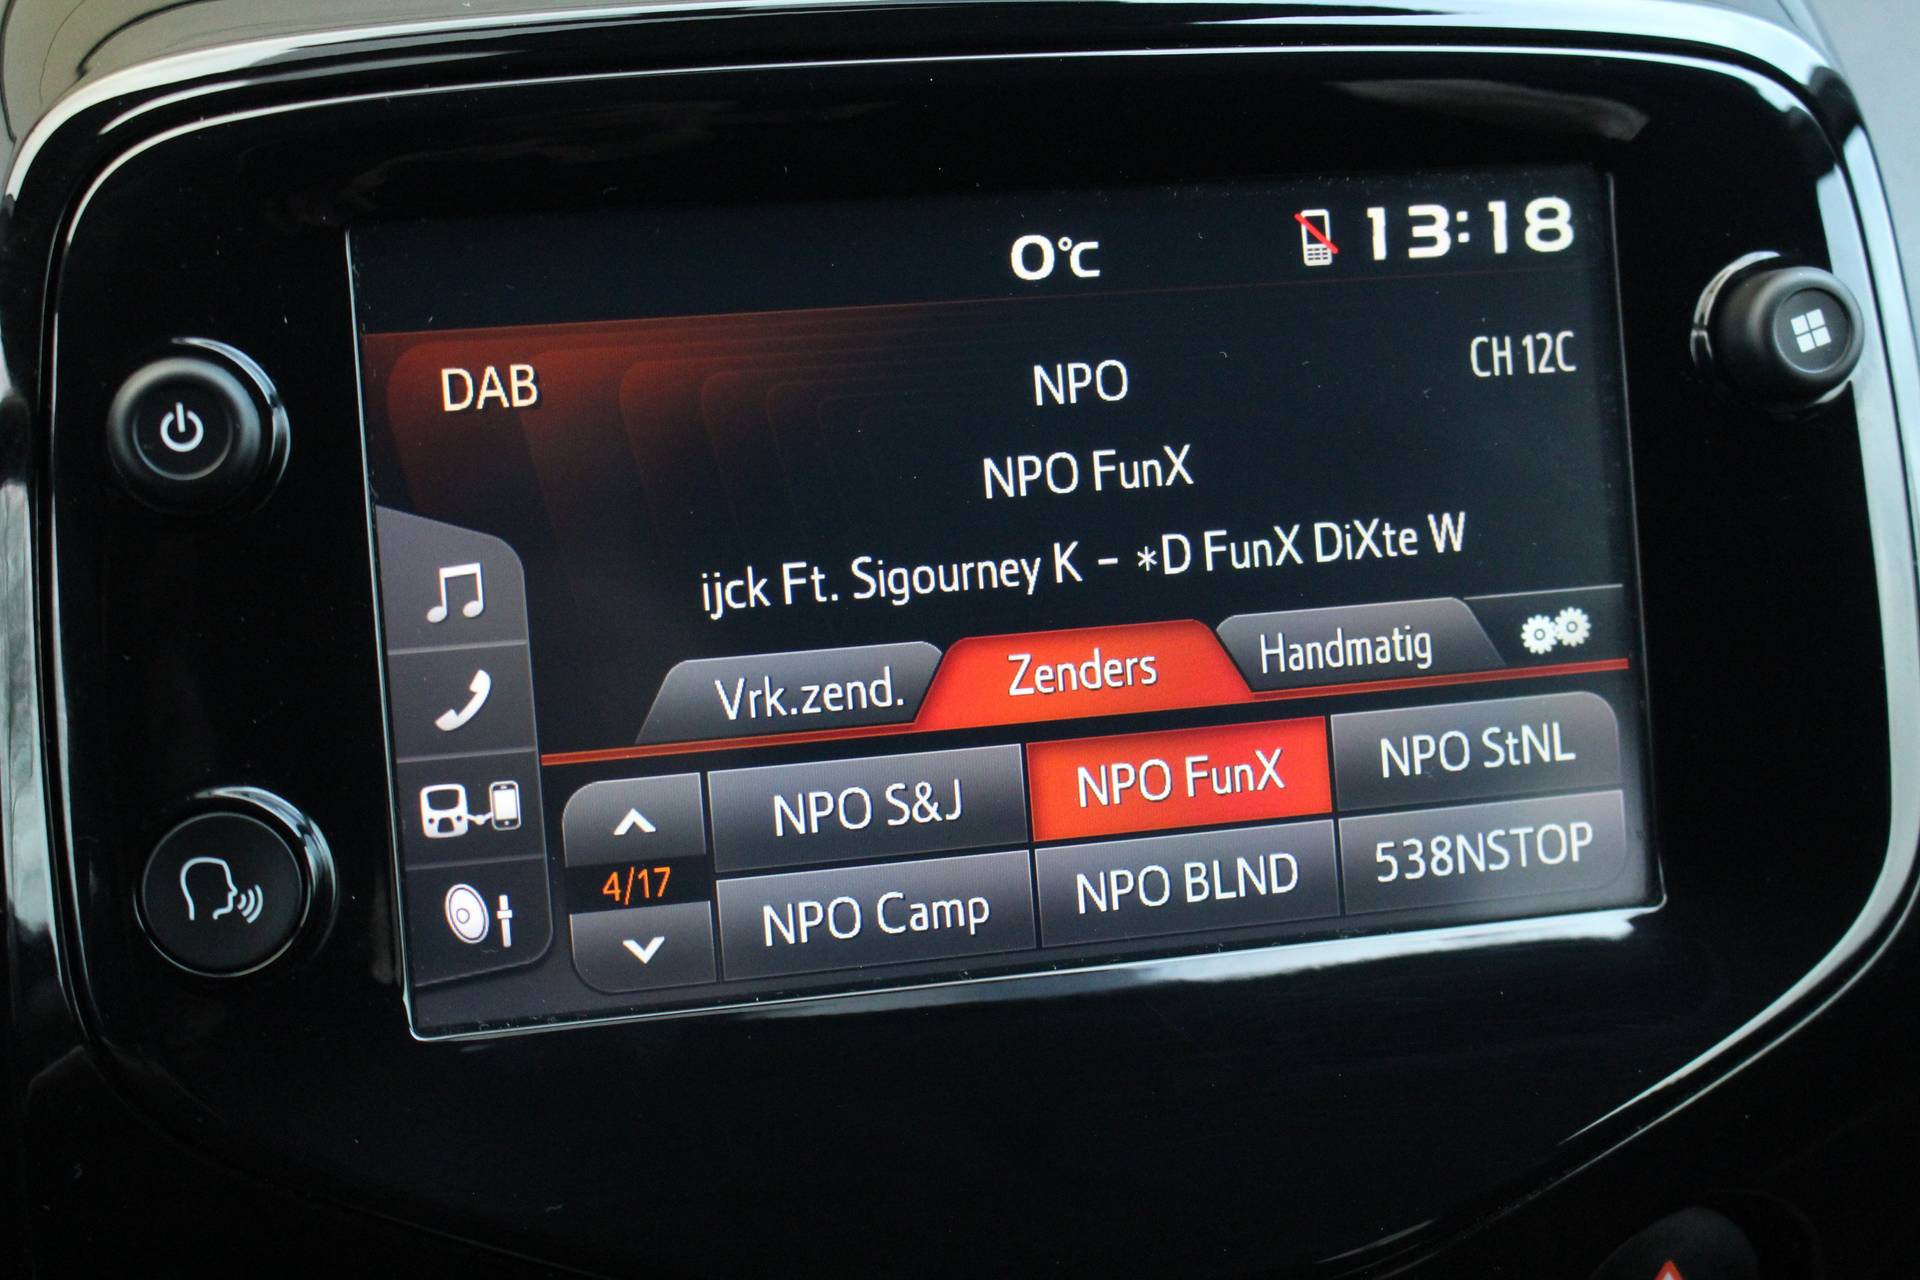 0°C 13:18
DAB NPO CH 12C
NPO FunX
ijck Ft. Sigourney K - *D FunX DiXte W
Vrk.zend. Zenders Handmatig
NPO S&J NPO FunX NPO StNL
4/17
NPO Camp NPO BLND 538NSTOP